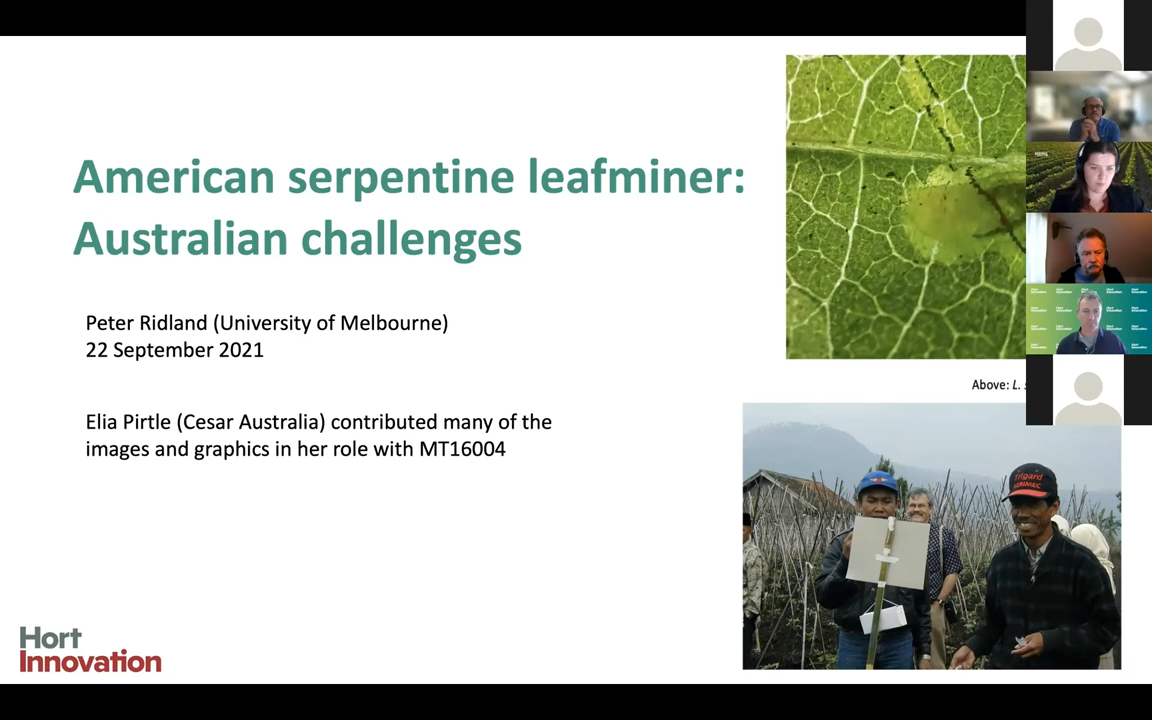 American serpentine leafminer:
Australian challenges
Peter Ridland (University of Melbourne)
22 September 2021
Elia Pirtle (Cesar Australia) contributed many of the
images and graphics in her role with MT16004
Above: L.
Trigard
Hort
Innovation